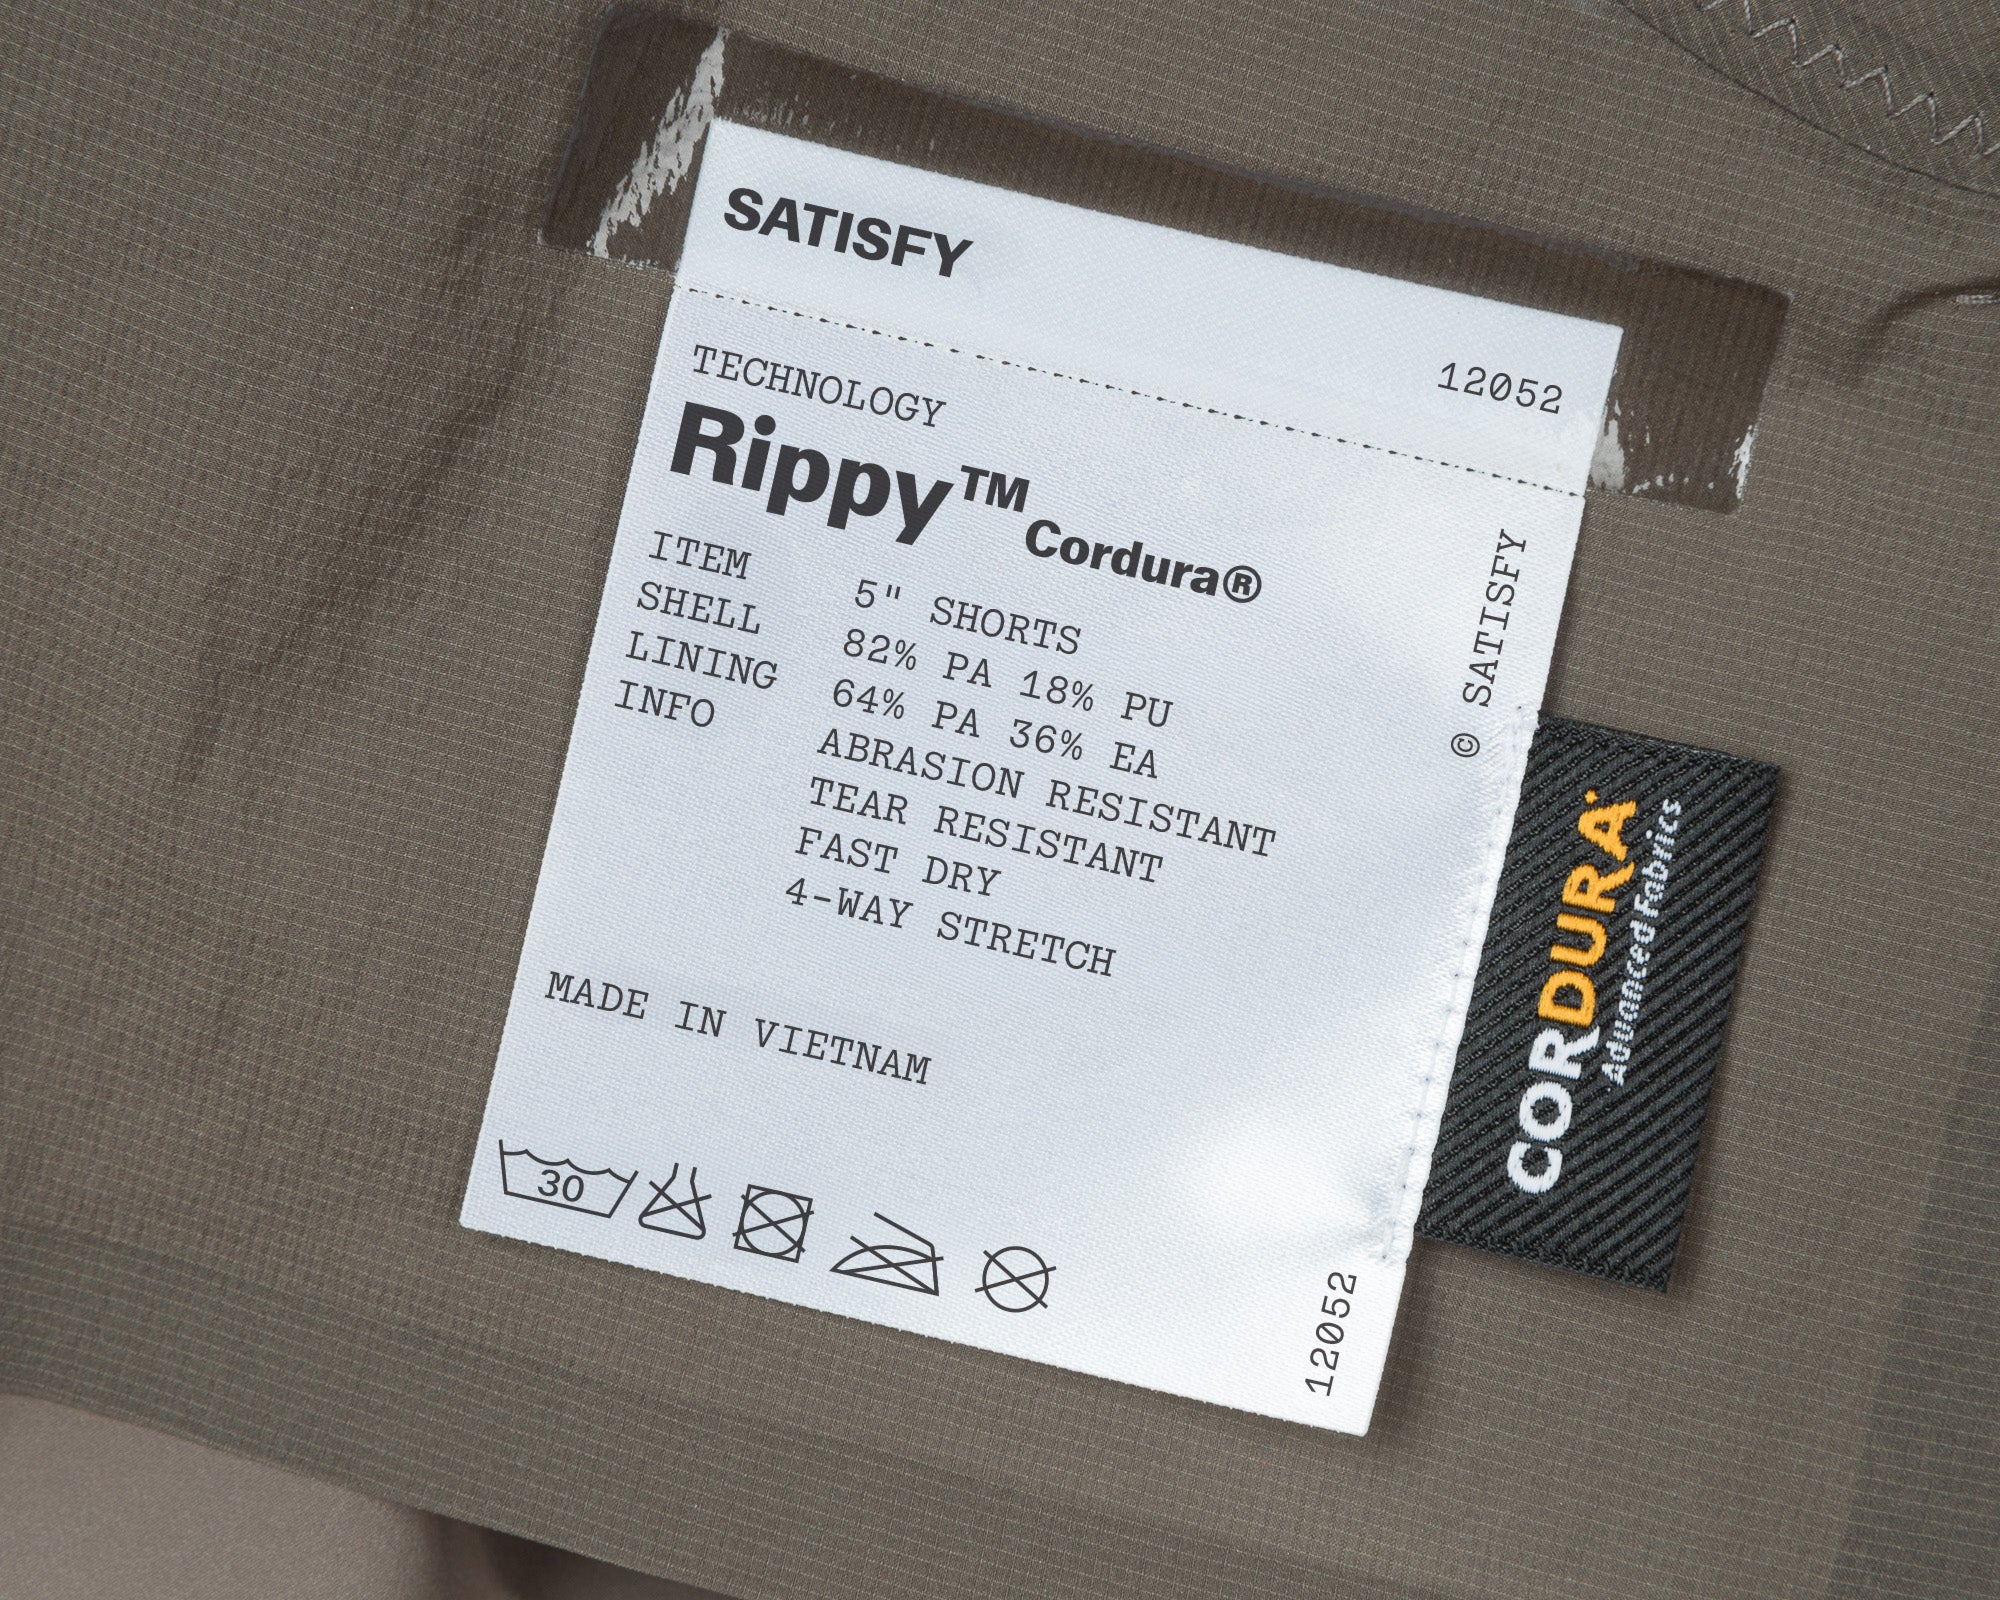 SATISFY
12052
TECHNOLOGY
Rippy™ Cordura®
ITEM 5" SHORTS
SHELL 82% PA 18% PU
LINING 64% PA 36% EA
INFO ABRASION RESISTANT
TEAR RESISTANT
FAST DRY
4-WAY STRETCH
MADE IN VIETNAM
30
© SATISFY
12052
CORDURA
Advanced Fabrics